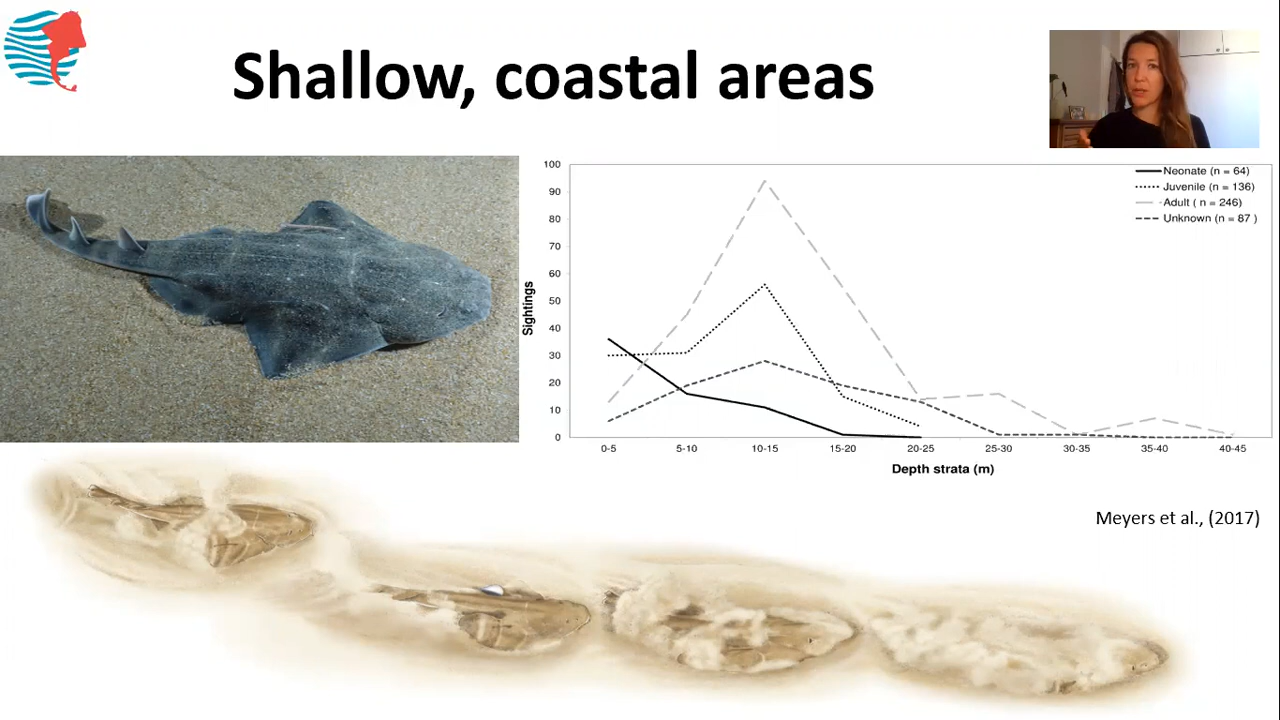 Shallow, coastal areas
100
90
80
70
60
50
40
30
20
10
0
Sightings
Neonate (n = 64)
Juvenile (n = 136)
Adult ( n = 246)
Unknown (n = 87 )
0-5 5-10 10-15 15-20 20-25 25-30 30-35 35-40 40-45
Depth strata (m)
Meyers et al., (2017)